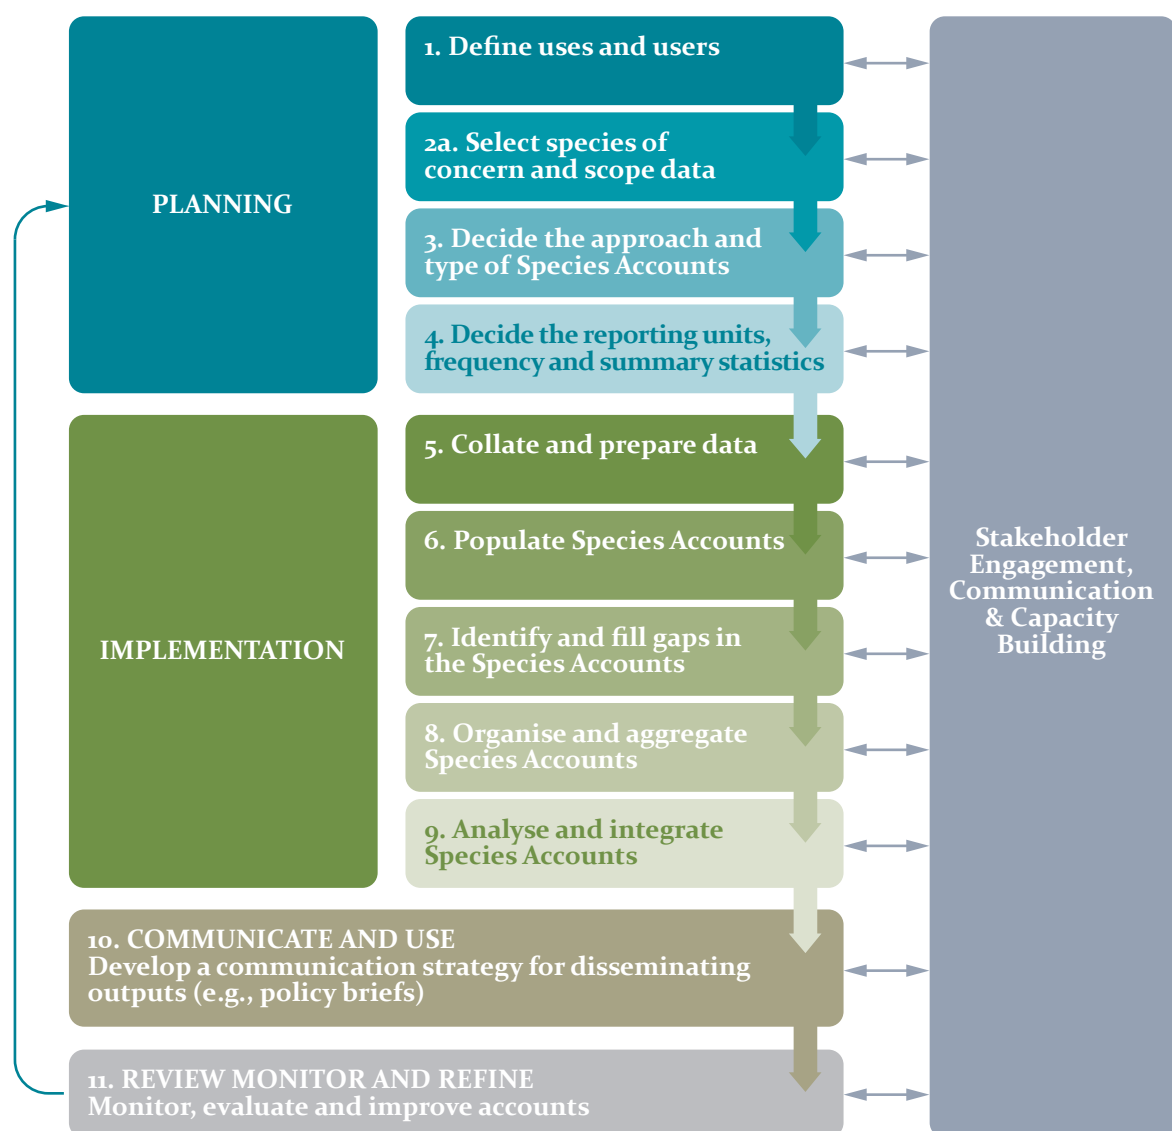 PLANNING
1. Define uses and users
2a. Select species of
concern and scope data
3. Decide the approach and
type of Species Accounts
4. Decide the reporting units,
frequency and summary statistics
IMPLEMENTATION
5. Collate and prepare data
6. Populate Species Accounts
7. Identify and fill gaps in
the Species Accounts
8. Organise and aggregate
Species Accounts
9. Analyse and integrate
Species Accounts
10. COMMUNICATE AND USE
Develop a communication strategy for disseminating
outputs (e.g., policy briefs)
11. REVIEW MONITOR AND REFINE
Monitor, evaluate and improve accounts
Stakeholder
Engagement,
Communication
& Capacity
Building